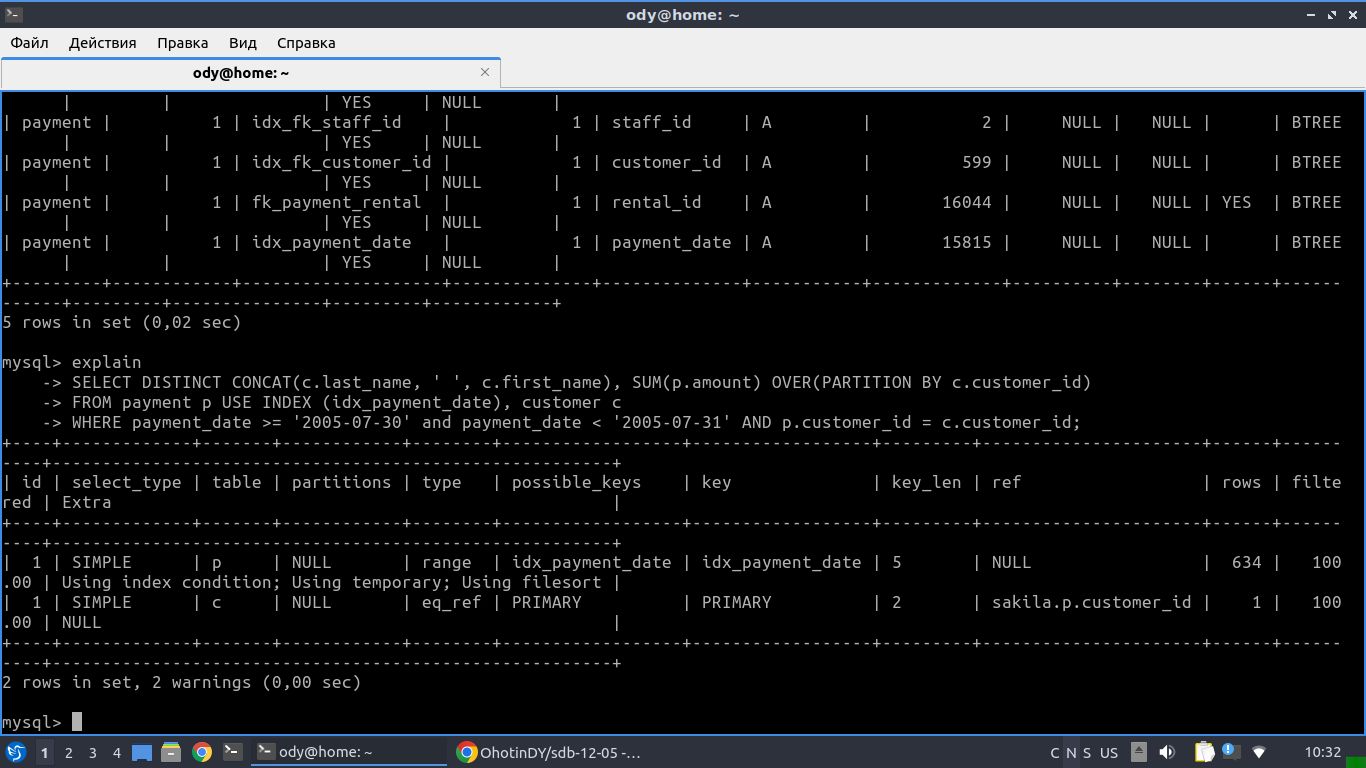 ody@home: ~
Файл Действия Правка Вид Справка
ody@home: ~
|         |               | YES     | NULL       |
| payment |          1 | idx_fk_staff_id    |            1 | staff_id     | A         |           2 |     NULL |   NULL |      | BTREE
|         |               | YES     | NULL       |
| payment |          1 | idx_fk_customer_id |            1 | customer_id  | A         |         599 |     NULL |   NULL |      | BTREE
|         |               | YES     | NULL       |
| payment |          1 | fk_payment_rental  |            1 | rental_id    | A         |       16044 |     NULL |   NULL | YES  | BTREE
|         |               | YES     | NULL       |
| payment |          1 | idx_payment_date   |            1 | payment_date | A         |       15815 |     NULL |   NULL |      | BTREE
|         |               | YES     | NULL       |
+---------+------------+--------------------+--------------+--------------+-----------+-------------+----------+--------+------+------
------+---------+---------------+---------+------------+
5 rows in set (0,02 sec)
mysql> explain
    -> SELECT DISTINCT CONCAT(c.last_name, ' ', c.first_name), SUM(p.amount) OVER(PARTITION BY c.customer_id)
    -> FROM payment p USE INDEX (idx_payment_date), customer c
    -> WHERE payment_date >= '2005-07-30' and payment_date < '2005-07-31' AND p.customer_id = c.customer_id;
+----+-------------+-------+------------+--------+------------------+------------------+---------+----------------------+------+------
----+--------------------------------------------------------+
| id | select_type | table | partitions | type   | possible_keys    | key              | key_len | ref                  | rows | filte
red | Extra                                                  |
+----+-------------+-------+------------+--------+------------------+------------------+---------+----------------------+------+------
----+--------------------------------------------------------+
|  1 | SIMPLE      | p     | NULL       | range  | idx_payment_date | idx_payment_date | 5       | NULL                 |  634 |   100
.00 | Using index condition; Using temporary; Using filesort |
|  1 | SIMPLE      | c     | NULL       | eq_ref | PRIMARY          | PRIMARY          | 2       | sakila.p.customer_id |    1 |   100
.00 | NULL                                                   |
+----+-------------+-------+------------+--------+------------------+------------------+---------+----------------------+------+------
----+--------------------------------------------------------+
2 rows in set, 2 warnings (0,00 sec)
mysql>
1 2 3 4 ody@home: ~ OhotinDY/sdb-12-05 -... C N S US 10:32